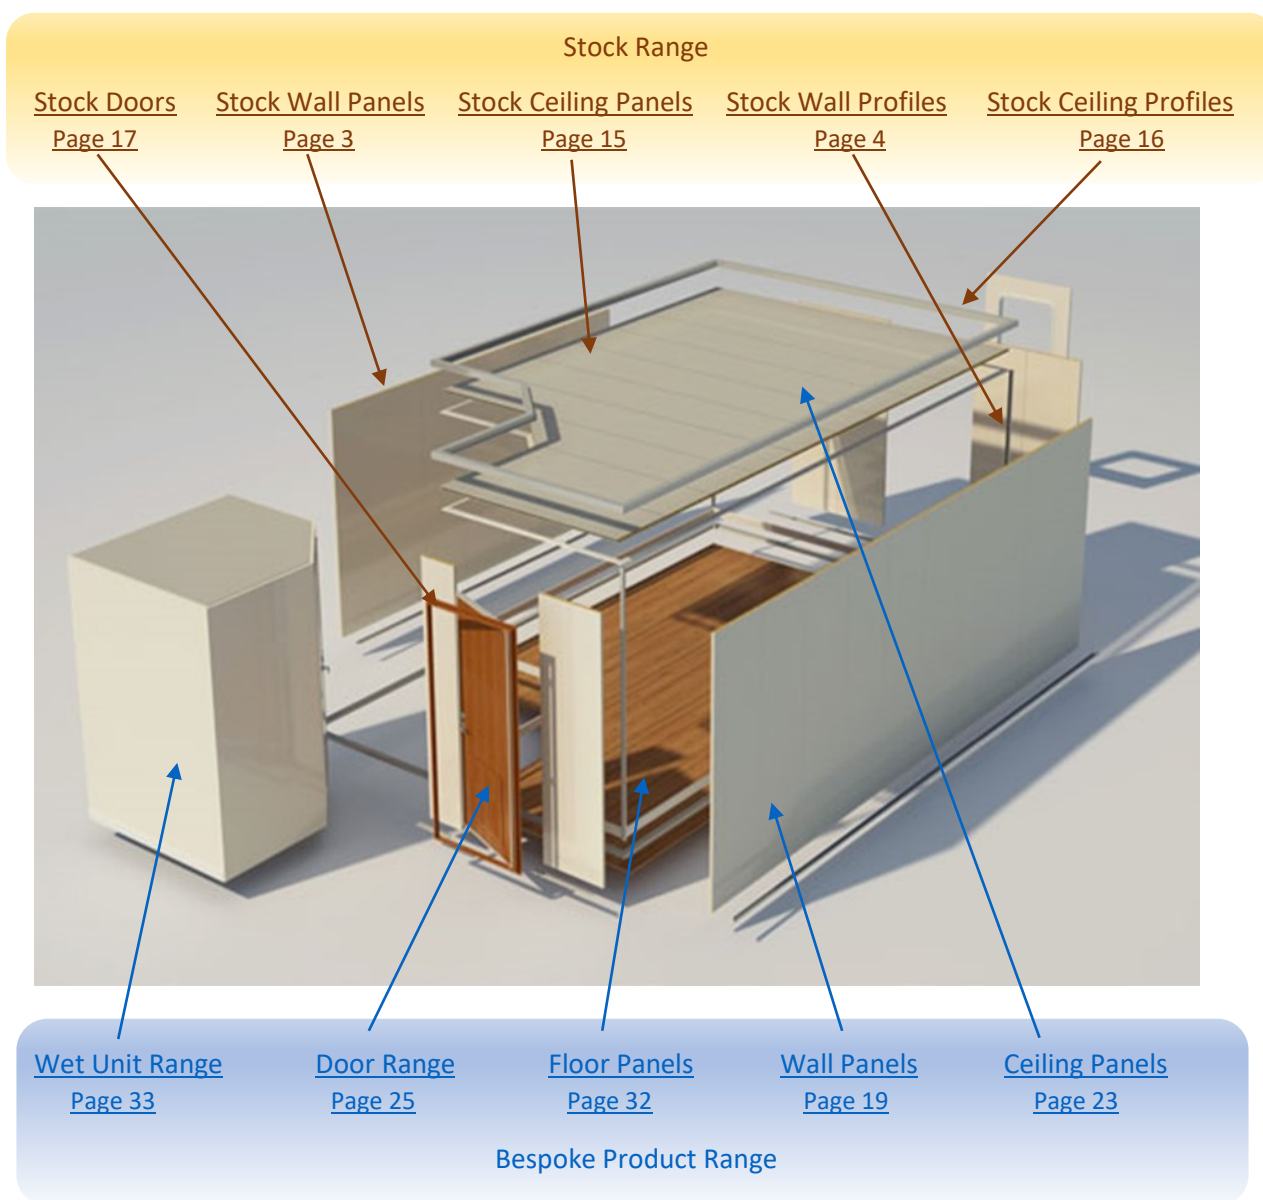 Stock Range
Stock Doors Stock Wall Panels Stock Ceiling Panels Stock Wall Profiles Stock Ceiling Profiles
Page 17 Page 3 Page 15 Page 4 Page 16
Wet Unit Range Door Range Floor Panels Wall Panels Ceiling Panels
Page 33 Page 25 Page 32 Page 19 Page 23
Bespoke Product Range